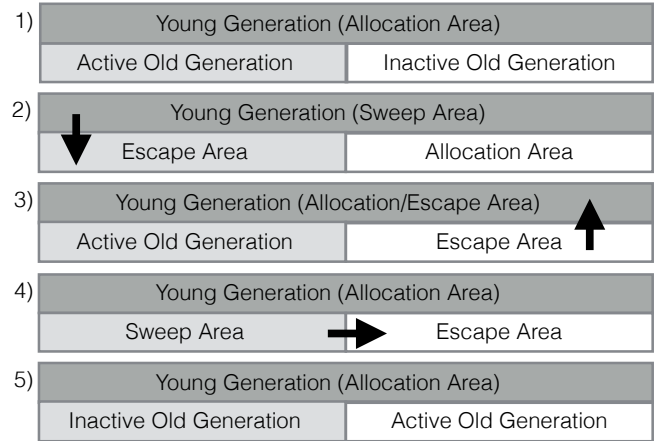 1) Young Generation (Allocation Area)
Active Old Generation Inactive Old Generation
2) Young Generation (Sweep Area)
Escape Area Allocation Area
3) Young Generation (Allocation/Escape Area)
Active Old Generation Escape Area
4) Young Generation (Allocation Area)
Sweep Area Escape Area
5) Young Generation (Allocation Area)
Inactive Old Generation Active Old Generation